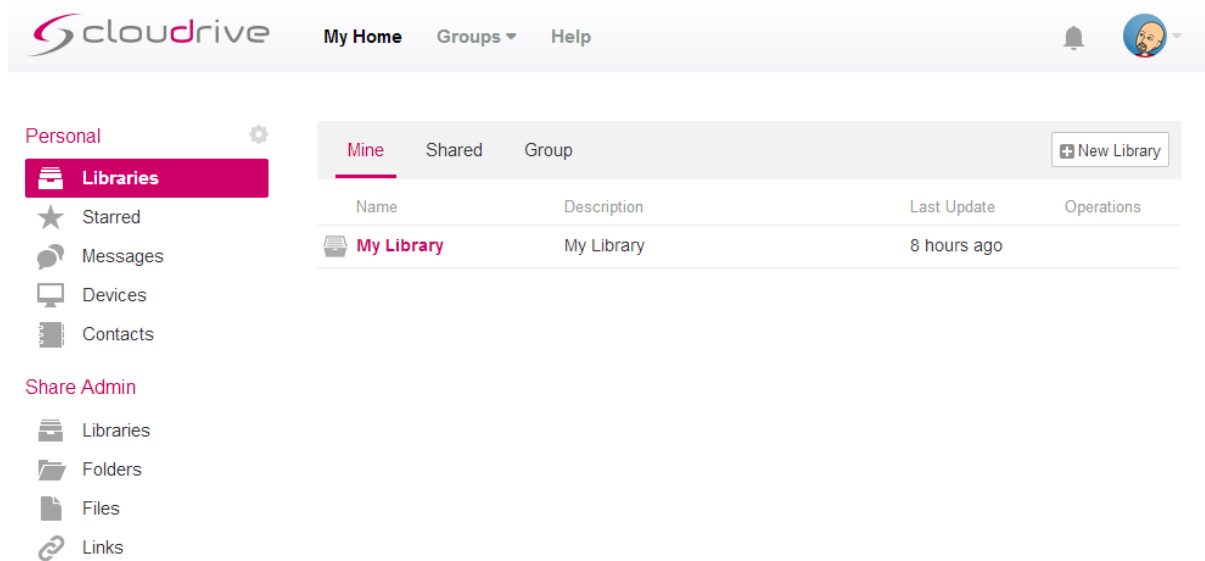 cloudrive My Home Groups Help
Personal
Mine Shared Group New Library
Libraries
Name Description Last Update Operations
Starred
My Library My Library 8 hours ago
Messages
Devices
Contacts
Share Admin
Libraries
Folders
Files
Links